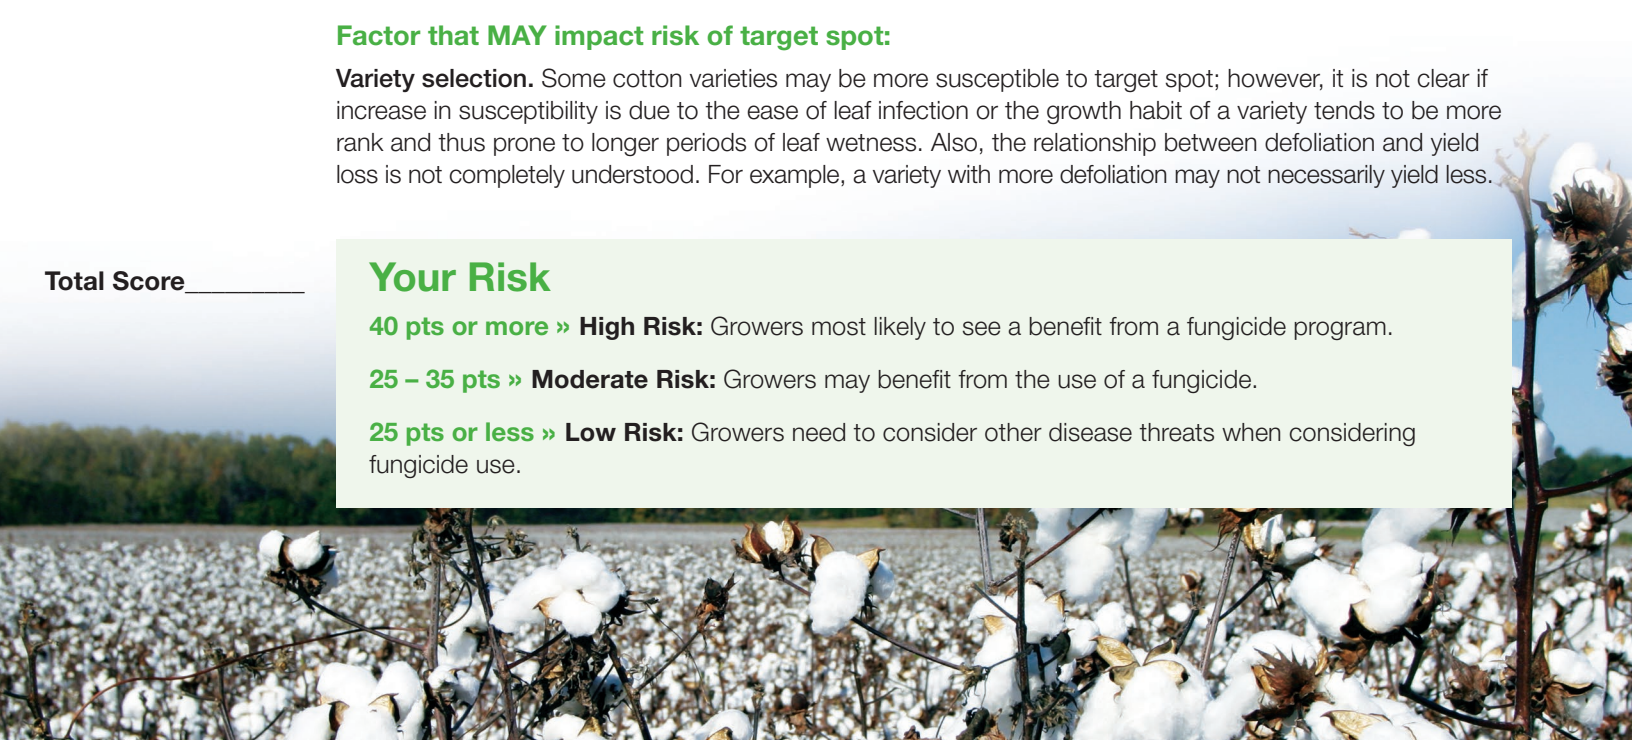 Factor that MAY impact risk of target spot:
Variety selection. Some cotton varieties may be more susceptible to target spot; however, it is not clear if
increase in susceptibility is due to the ease of leaf infection or the growth habit of a variety tends to be more
rank and thus prone to longer periods of leaf wetness. Also, the relationship between defoliation and yield
loss is not completely understood. For example, a variety with more defoliation may not necessarily yield less.
Total Score_________
Your Risk
40 pts or more » High Risk: Growers most likely to see a benefit from a fungicide program.
25 – 35 pts » Moderate Risk: Growers may benefit from the use of a fungicide.
25 pts or less » Low Risk: Growers need to consider other disease threats when considering
fungicide use.